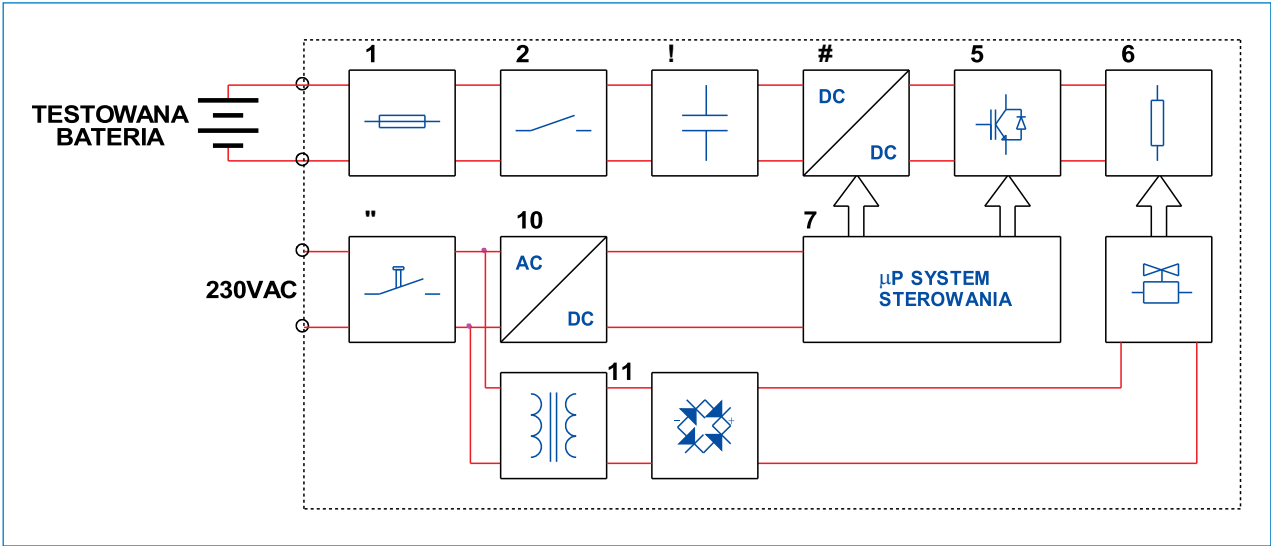 1
2
!
#
5
6
TESTOWANA
BATERIA
DC
DC
"
10
7
230VAC
AC
DC
µP SYSTEM
STEROWANIA
11
-
+